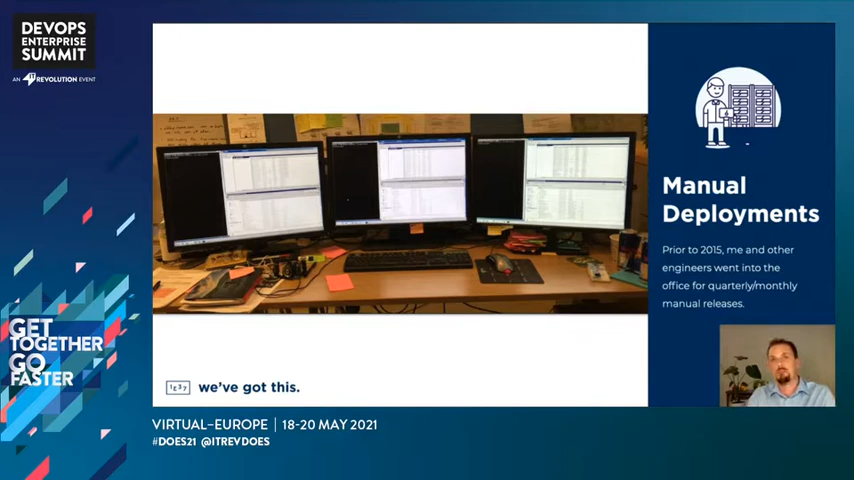 DEVOPS
ENTERPRISE
SUMMIT
AN IT REVOLUTION EVENT
Manual
Deployments
Prior to 2015, me and other
engineers went into the
office for quarterly/monthly
manual releases.
1837
we've got this.
GET
TOGETHER
GO
FASTER
VIRTUAL-EUROPE | 18-20 MAY 2021
#DOES21 @ITREVDOES